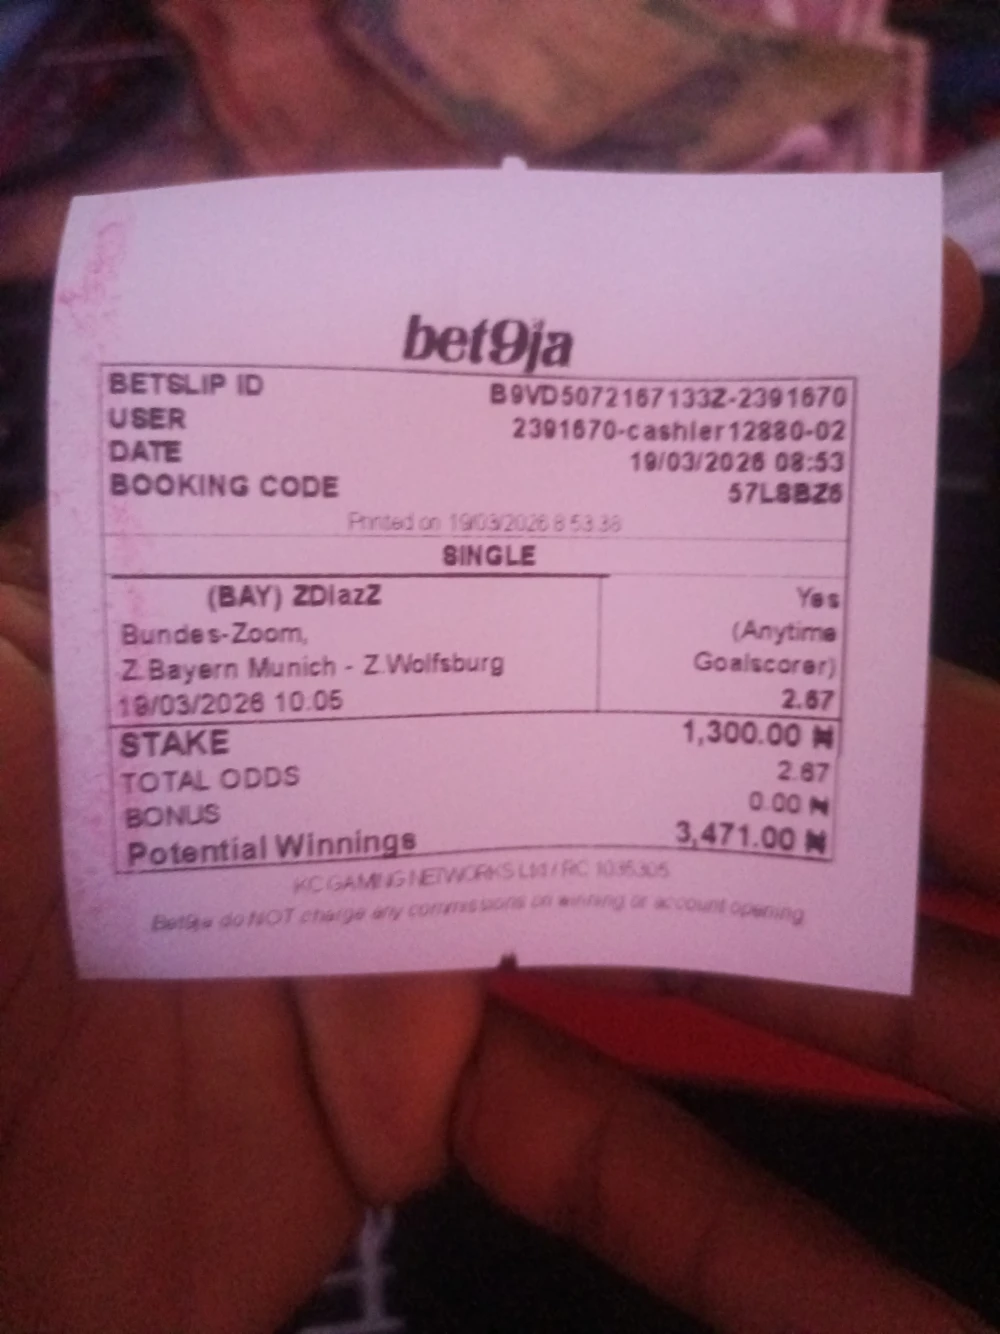 bet9ja
BETSLIP ID B9VD5072167133Z-2391670
USER 2391670-cashier12880-02
DATE 19/03/2026 08:53
BOOKING CODE 57L8BZ6
Printed on 19/03/2026 8:53:38
SINGLE
(BAY) ZDiazZ Yes
Bundes-Zoom, (Anytime
Z.Bayern Munich - Z.Wolfsburg Goalscorer)
19/03/2026 10:05 2.67
STAKE 1,300.00 ₦
TOTAL ODDS 2.67
BONUS 0.00 ₦
Potential Winnings 3,471.00 ₦
KC GAMING NETWORKS Ltd / RC
Bet9ja do NOT charge any commissions on winning or account opening